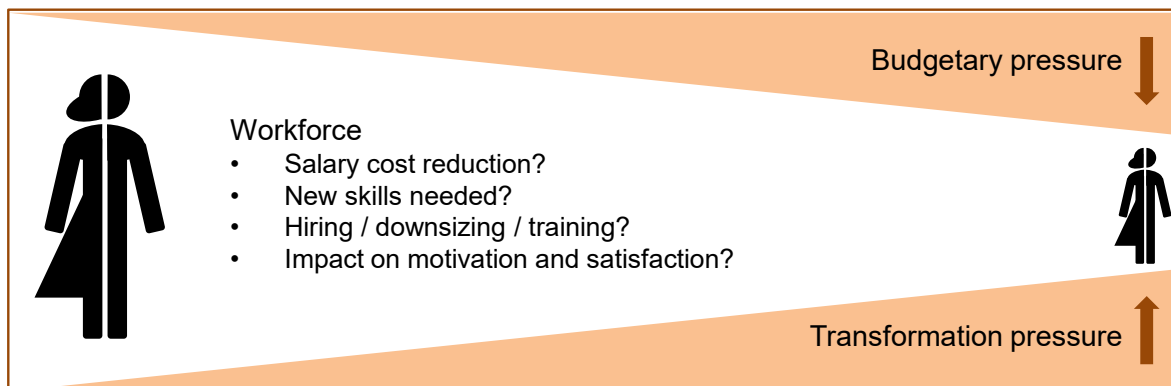 Budgetary pressure
Workforce
• Salary cost reduction?
• New skills needed?
• Hiring / downsizing / training?
• Impact on motivation and satisfaction?
Transformation pressure